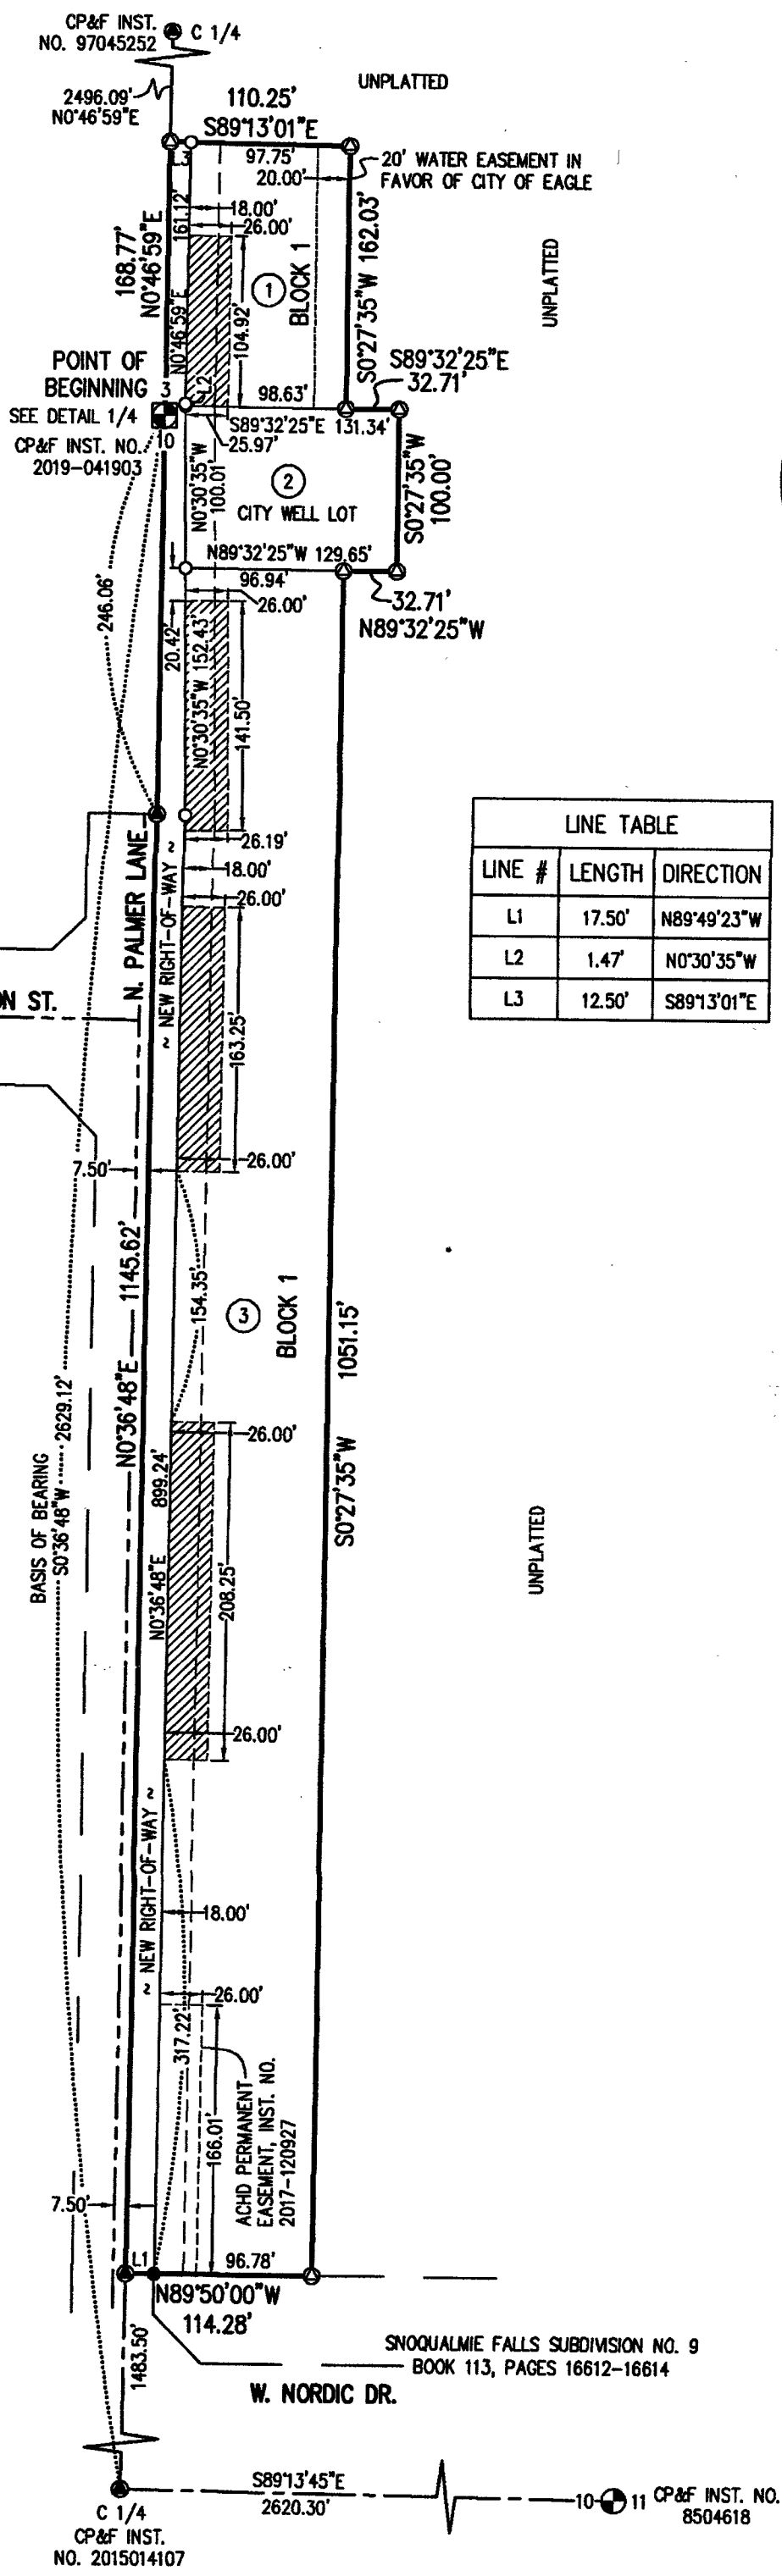 CP&F INST.
NO. 97045252
C 1/4
2496.09'
N0°46'59"E
UNPLATTED
110.25'
S89°13'01"E
L3
97.75'
20.00'
20' WATER EASEMENT IN
FAVOR OF CITY OF EAGLE
161.12'
N0°46'59"E
18.00'
26.00'
168.77'
N0°46'59"E
1
BLOCK 1
104.92'
S0°27'35"W 162.03'
UNPLATTED
S89°32'25"E
32.71'
POINT OF
BEGINNING
SEE DETAIL 1/4
CP&F INST. NO.
2019-041903
3
10
L2
98.63'
S89°32'25"E 131.34'
25.97'
N0°30'35"W
100.01'
2
CITY WELL LOT
S0°27'35"W
100.00'
N89°32'25"W 129.65'
96.94'
26.00'
32.71'
N89°32'25"W
246.06'
20.42'
N0°30'35"W 152.43'
141.50'
26.19'
18.00'
26.00'
LINE TABLE
LINE # LENGTH DIRECTION
L1 17.50' N89°49'23"W
L2 1.47' N0°30'35"W
L3 12.50' S89°13'01"E
N. PALMER LANE
~ NEW RIGHT-OF-WAY ~
ON ST.
163.25'
26.00'
7.50'
154.35'
3
BLOCK 1
N0°36'48"E 1145.62'
1051.15'
S0°27'35"W
BASIS OF BEARING
S0°36'48"W 2629.12'
26.00'
N0°36'48"E 899.24'
208.25'
UNPLATTED
26.00'
~ NEW RIGHT-OF-WAY ~
18.00'
26.00'
317.22'
166.01'
ACHD PERMANENT
EASEMENT, INST. NO.
2017-120927
7.50'
L1
96.78'
N89°50'00"W
114.28'
1483.50'
SNOQUALMIE FALLS SUBDIVISION NO. 9
BOOK 113, PAGES 16612-16614
W. NORDIC DR.
S89°13'45"E
2620.30'
10 11 CP&F INST. NO.
8504618
C 1/4
CP&F INST.
NO. 2015014107